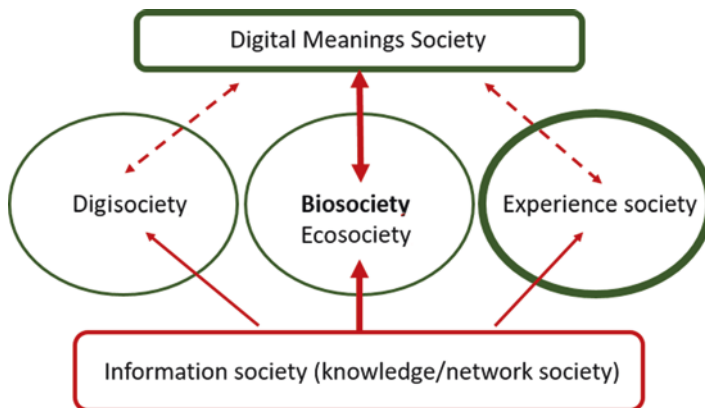 Digital Meanings Society
Digisociety
Biosociety
Ecosociety
Experience society
Information society (knowledge/network society)